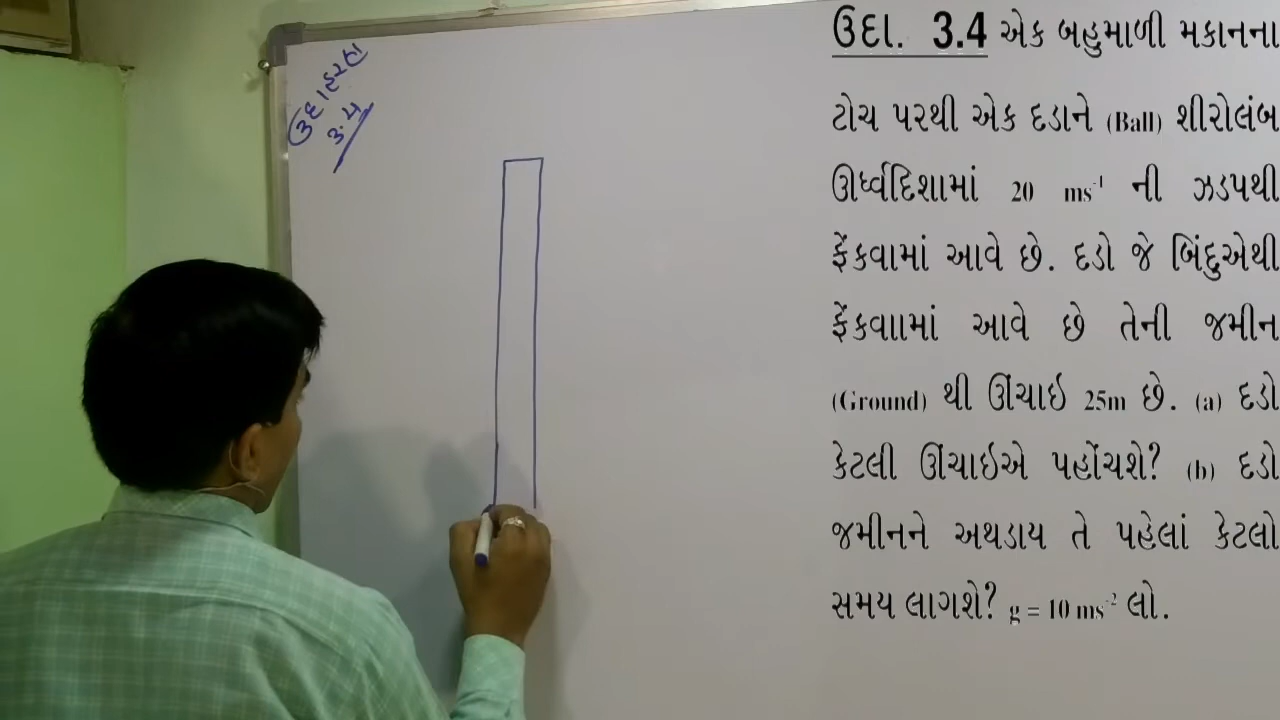 ઉદાહરણ
૩.૪
ઉદા. 3.4 એક બહુમાળી મકાનના
ટોચ પરથી એક દડાને (Ball) શીરોલંબ
ઊર્ધ્વદિશામાં 20 ms⁻¹ ની ઝડપથી
ફેંકવામાં આવે છે. દડો જે બિંદુએથી
ફેંકવાામાં આવે છે તેની જમીન
(Ground) થી ઊંચાઇ 25m છે. (a) દડો
કેટલી ઊંચાઇએ પહોંચશે? (b) દડો
જમીનને અથડાય તે પહેલાં કેટલો
સમય લાગશે? g = 10 ms⁻² લો.